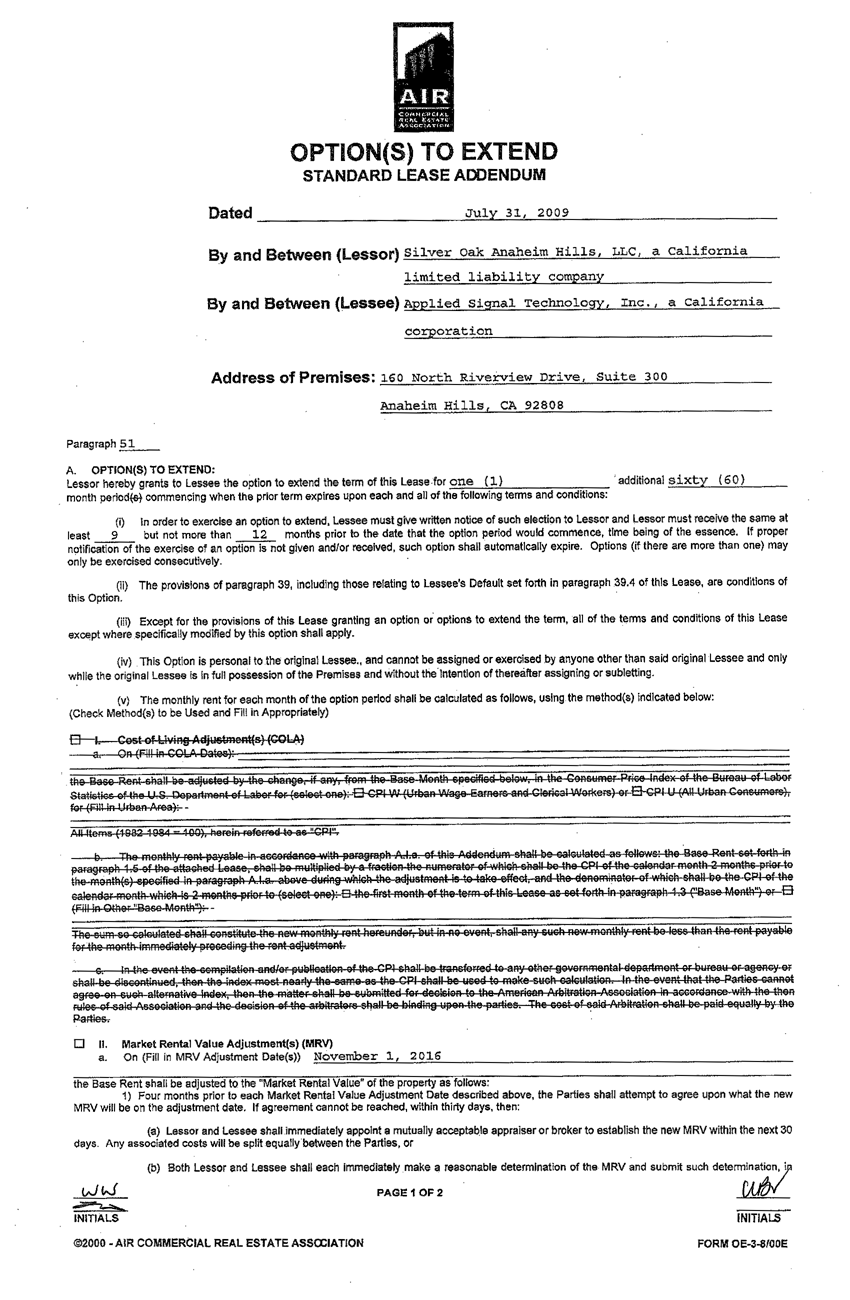 AIR
COMMERCIAL
REAL ESTATE
ASSOCIATION
OPTION(S) TO EXTEND
STANDARD LEASE ADDENDUM
Dated July 31, 2009
By and Between (Lessor) Silver Oak Anaheim Hills, LLC, a California
limited liability company
By and Between (Lessee) Applied Signal Technology, Inc., a California
corporation
Address of Premises: 160 North Riverview Drive, Suite 300
Anaheim Hills, CA 92808
Paragraph 51
A. OPTION(S) TO EXTEND:
Lessor hereby grants to Lessee the option to extend the term of this Lease for one (1) additional sixty (60)
month period(s) commencing when the prior term expires upon each and all of the following terms and conditions:
(i) In order to exercise an option to extend, Lessee must give written notice of such election to Lessor and Lessor must receive the same at
least 9 but not more than 12 months prior to the date that the option period would commence, time being of the essence. If proper
notification of the exercise of an option is not given and/or received, such option shall automatically expire. Options (if there are more than one) may
only be exercised consecutively.
(ii) The provisions of paragraph 39, including those relating to Lessee's Default set forth in paragraph 39.4 of this Lease, are conditions of
this Option.
(iii) Except for the provisions of this Lease granting an option or options to extend the term, all of the terms and conditions of this Lease
except where specifically modified by this option shall apply.
(iv) This Option is personal to the original Lessee., and cannot be assigned or exercised by anyone other than said original Lessee and only
while the original Lessee is in full possession of the Premises and without the intention of thereafter assigning or subletting.
(v) The monthly rent for each month of the option period shall be calculated as follows, using the method(s) indicated below:
(Check Method(s) to be Used and Fill in Appropriately)
☐ I. Cost of Living Adjustment(s) (COLA)
a. On (Fill in COLA Dates):
the Base Rent shall be adjusted by the change, if any, from the Base Month specified below, in the Consumer Price Index of the Bureau of Labor
Statistics of the U.S. Department of Labor for (select one): ☐ CPI W (Urban Wage Earners and Clerical Workers) or ☐ CPI U (All Urban Consumers),
for (Fill in Urban Area): -
All Items (1982-1984 = 100), herein referred to as "CPI".
b. The monthly rent payable in accordance with paragraph A.I.a. of this Addendum shall be calculated as follows: the Base Rent set forth in
paragraph 1.5 of the attached Lease, shall be multiplied by a fraction the numerator of which shall be the CPI of the calendar month 2 months prior to
the month(s) specified in paragraph A.I.a. above during which the adjustment is to take effect, and the denominator of which shall be the CPI of the
calendar month which is 2 months prior to (select one): ☐ the first month of the term of this Lease as set forth in paragraph 1.3 ("Base Month") or ☐
(Fill in Other "Base Month"): -
The sum so calculated shall constitute the new monthly rent hereunder, but in no event, shall any such new monthly rent be less than the rent payable
for the month immediately preceding the rent adjustment.
c. In the event the compilation and/or publication of the CPI shall be transferred to any other governmental department or bureau or agency or
shall be discontinued, then the index most nearly the same as the CPI shall be used to make such calculation. In the event that the Parties cannot
agree on such alternative index, then the matter shall be submitted for decision to the American Arbitration Association in accordance with the then
rules of said Association and the decision of the arbitrators shall be binding upon the parties. The cost of said Arbitration shall be paid equally by the
Parties.
☐ II. Market Rental Value Adjustment(s) (MRV)
a. On (Fill in MRV Adjustment Date(s)) November 1, 2016
the Base Rent shall be adjusted to the "Market Rental Value" of the property as follows:
1) Four months prior to each Market Rental Value Adjustment Date described above, the Parties shall attempt to agree upon what the new
MRV will be on the adjustment date. If agreement cannot be reached, within thirty days, then:
(a) Lessor and Lessee shall immediately appoint a mutually acceptable appraiser or broker to establish the new MRV within the next 30
days. Any associated costs will be split equally between the Parties, or
(b) Both Lessor and Lessee shall each immediately make a reasonable determination of the MRV and submit such determination, in
WW
PAGE 1 OF 2
INITIALS INITIALS
©2000 - AIR COMMERCIAL REAL ESTATE ASSOCIATION FORM OE-3-8/00E